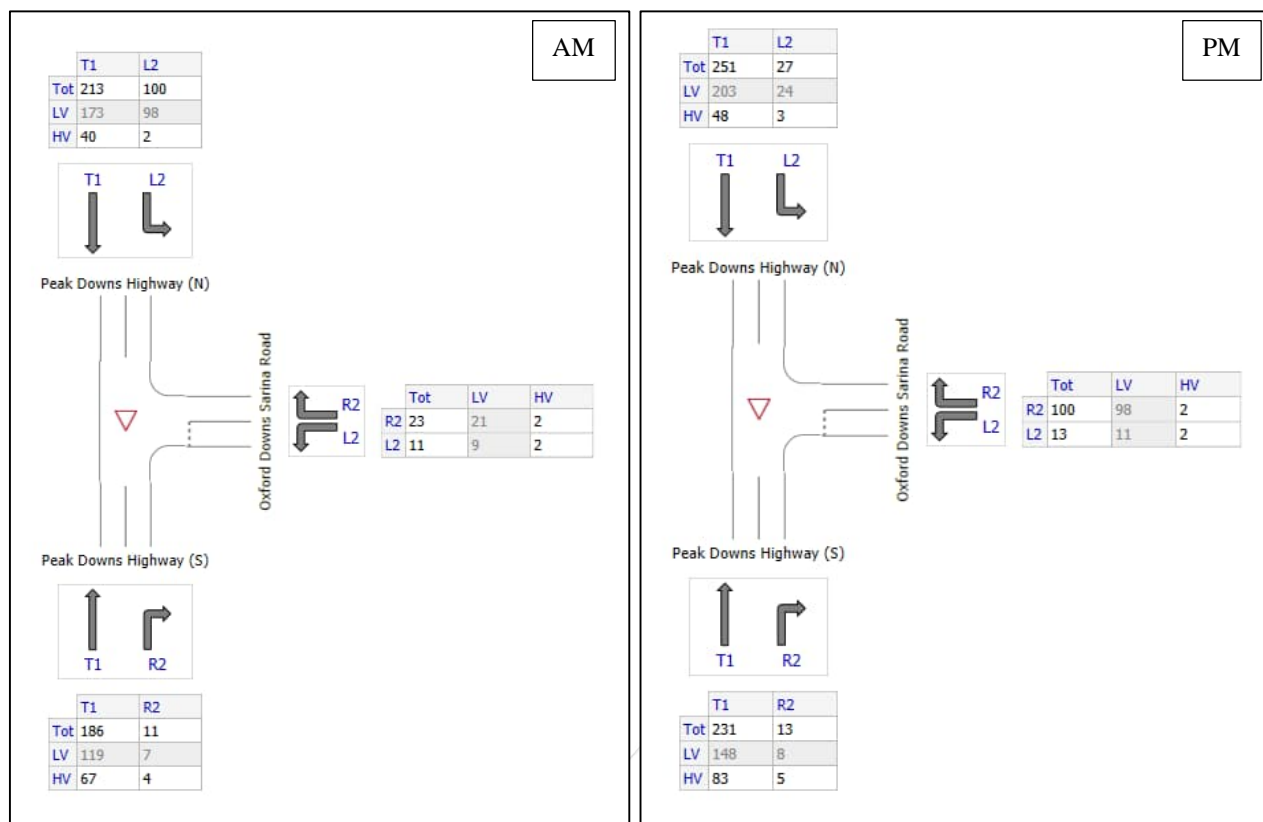 AM
T1 L2
Tot 213 100
LV 173 98
HV 40 2
T1 L2
Peak Downs Highway (N)
Oxford Downs Sarina Road
R2
L2
Tot LV HV
R2 23 21 2
L2 11 9 2
Peak Downs Highway (S)
T1 R2
T1 R2
Tot 186 11
LV 119 7
HV 67 4
PM
T1 L2
Tot 251 27
LV 203 24
HV 48 3
T1 L2
Peak Downs Highway (N)
Oxford Downs Sarina Road
R2
L2
Tot LV HV
R2 100 98 2
L2 13 11 2
Peak Downs Highway (S)
T1 R2
T1 R2
Tot 231 13
LV 148 8
HV 83 5